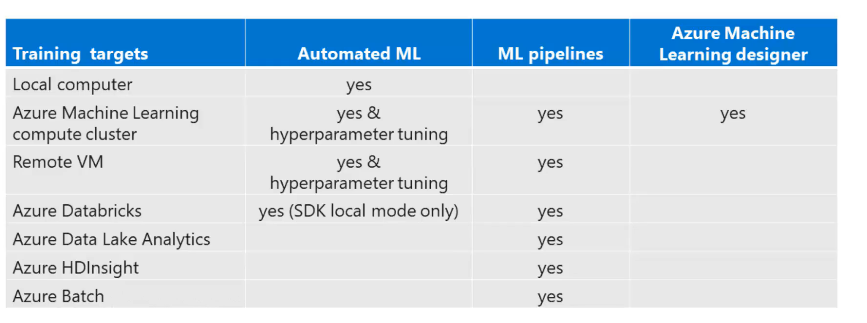 Training targets Automated ML ML pipelines Azure Machine
Learning designer
Local computer yes
Azure Machine Learning yes & yes yes
compute cluster hyperparameter tuning
Remote VM yes & yes
hyperparameter tuning
Azure Databricks yes (SDK local mode only) yes
Azure Data Lake Analytics yes
Azure HDInsight yes
Azure Batch yes